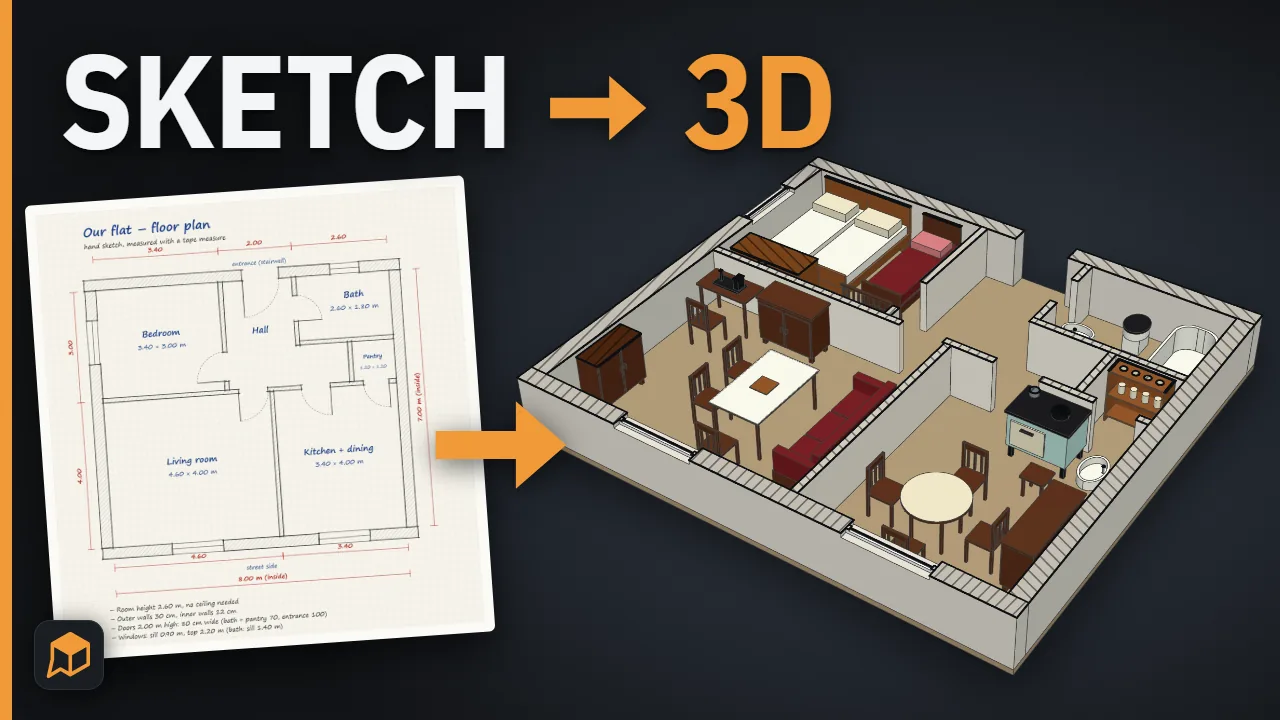 SKETCH → 3D
Our flat – floor plan
hand sketch, measured with a tape measure
3.40
2.00
2.60
entrance (stairwell)
Bath
2.60 × 1.80 m
Bedroom
3.40 × 3.00 m
Hall
3.00
Pantry
7.00 m (inside)
4.00
Living room
4.60 × 4.00 m
Kitchen + dining
3.40 × 4.00 m
4.60
3.40
street side
8.00 m (inside)
– Room height 2.60 m, no ceiling needed
– Outer walls 30 cm, inner walls 12 cm
– Doors 2.00 m high: 80 cm wide (bath + pantry 70, entrance 100)
– Windows: sill 0.90 m, top 2.20 m (bath: sill 1.40 m)